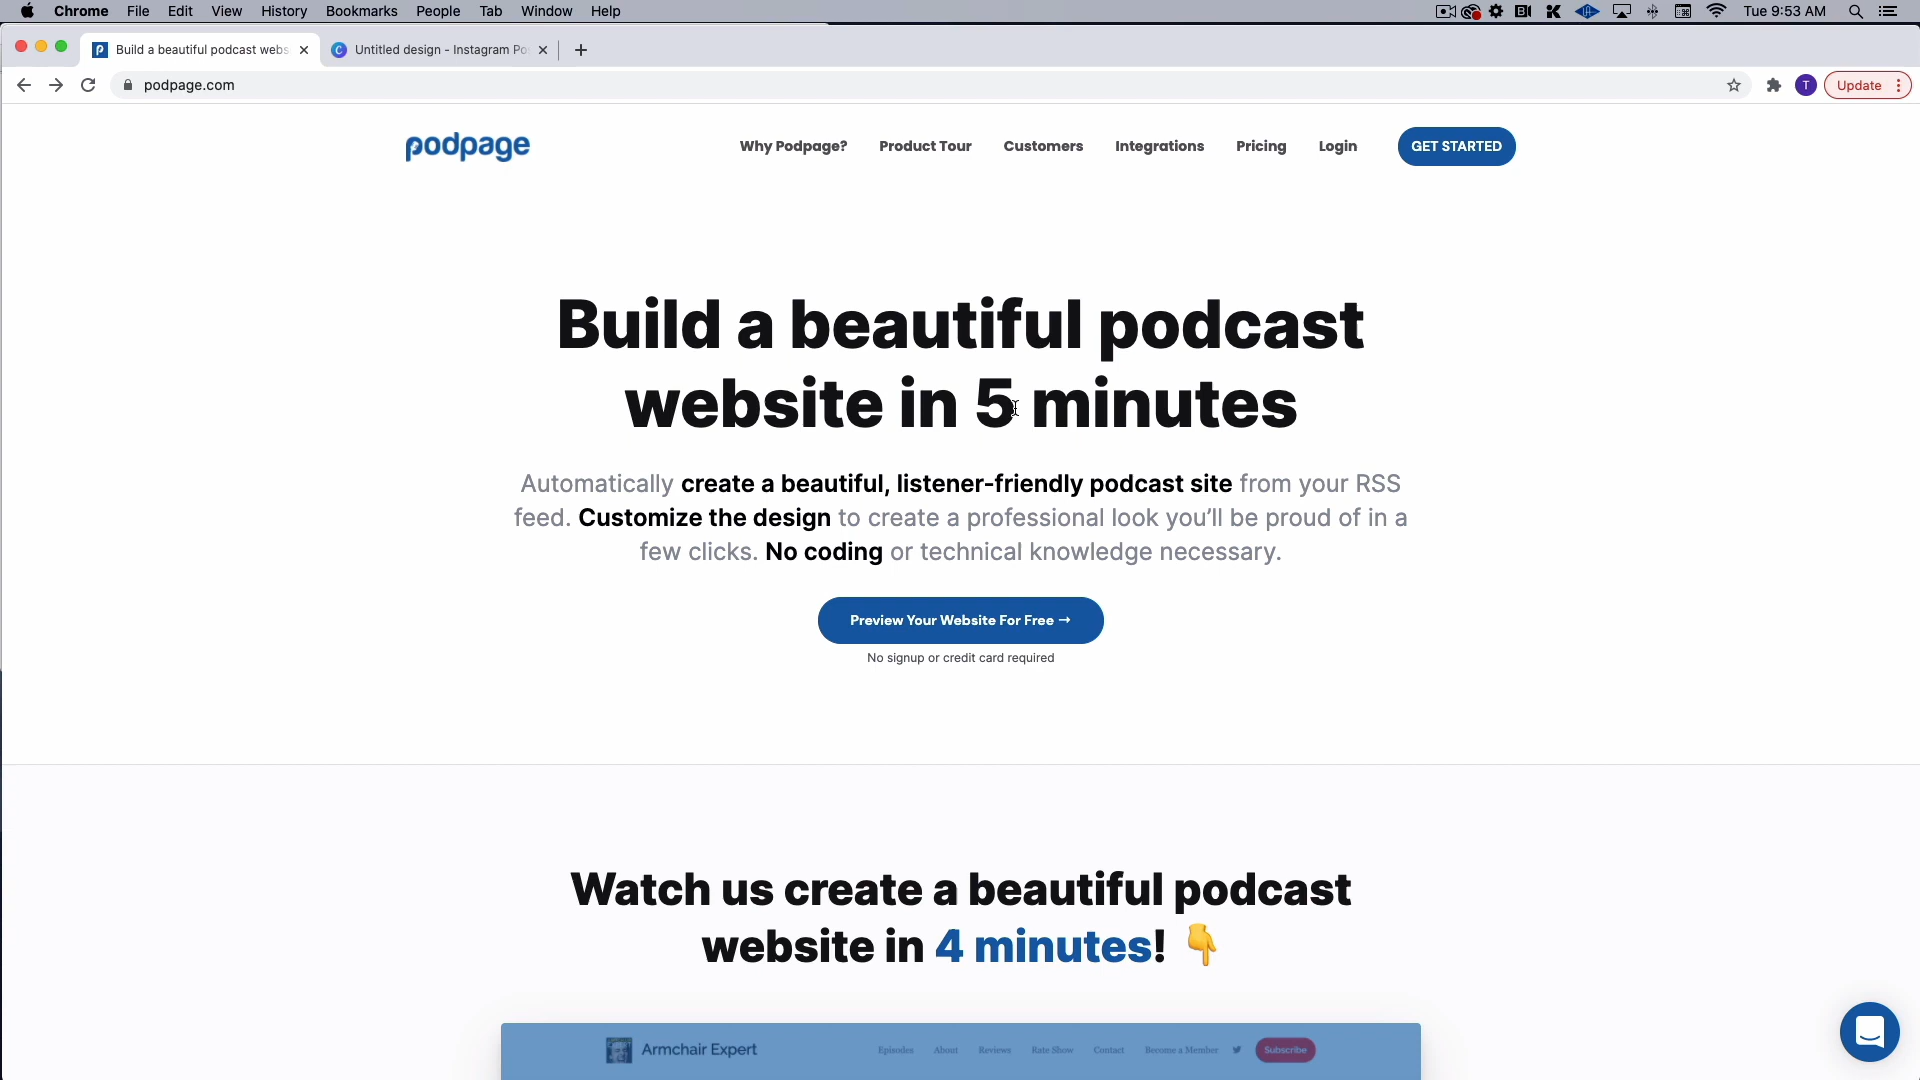 Chrome File Edit View History Bookmarks People Tab Window Help Tue 9:53 AM
Build a beautiful podcast webs Untitled design - Instagram Po
podpage.com Update
podpage Why Podpage? Product Tour Customers Integrations Pricing Login GET STARTED
Build a beautiful podcast
website in 5 minutes
Automatically create a beautiful, listener-friendly podcast site from your RSS
feed. Customize the design to create a professional look you’ll be proud of in a
few clicks. No coding or technical knowledge necessary.
Preview Your Website For Free →
No signup or credit card required
Watch us create a beautiful podcast
website in 4 minutes! 👇
Armchair Expert Episodes About Reviews Rate Show Contact Become a Member Subscribe